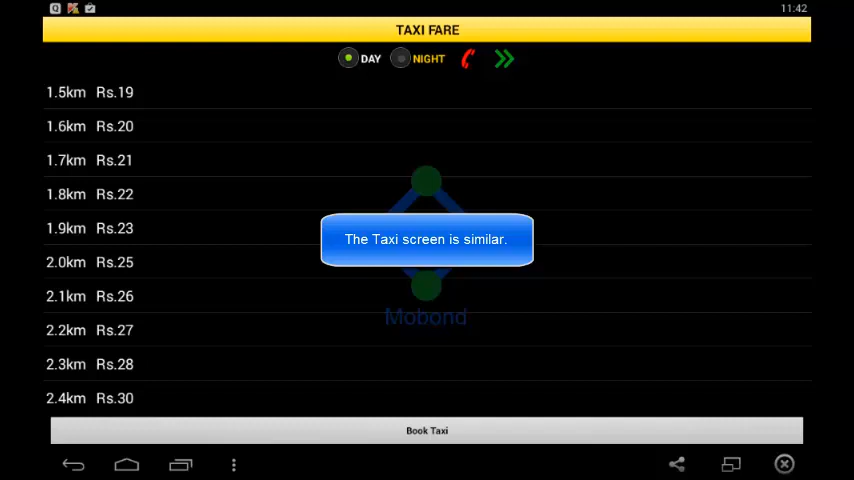 11:42
TAXI FARE
DAY NIGHT
1.5km Rs.19
1.6km Rs.20
1.7km Rs.21
1.8km Rs.22
1.9km Rs.23
The Taxi screen is similar.
2.0km Rs.25
2.1km Rs.26
Mobond
2.2km Rs.27
2.3km Rs.28
2.4km Rs.30
Book Taxi